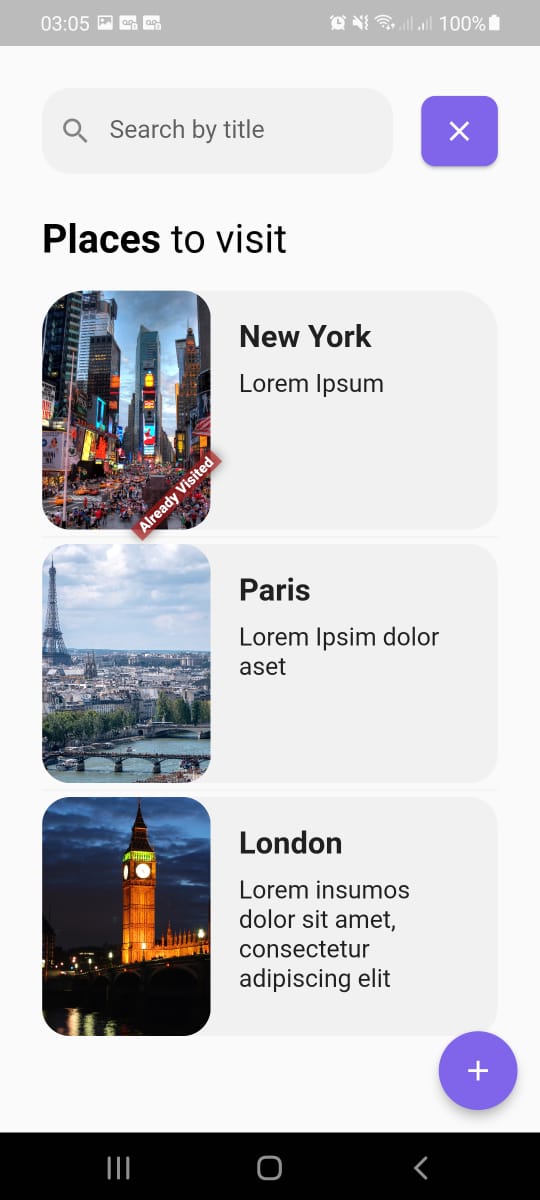 03:05
100%
Search by title
Places to visit
New York
Lorem Ipsum
Already Visited
Paris
Lorem Ipsim dolor
aset
London
Lorem insumos
dolor sit amet,
consectetur
adipiscing elit